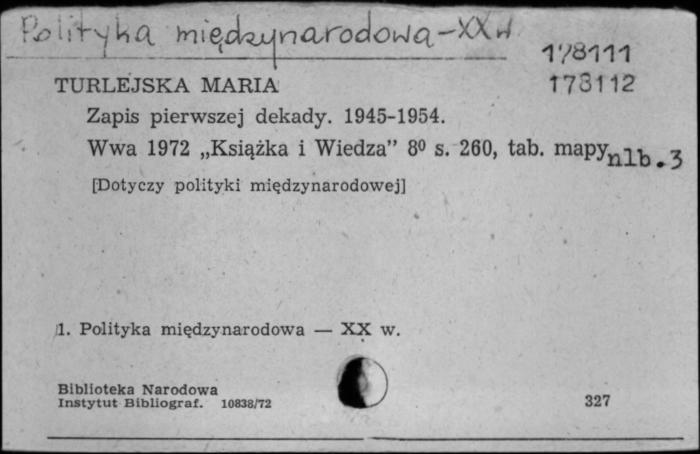 Polityka międzynarodowa - XX w
178111
TURLEJSKA MARIA 178112
Zapis pierwszej dekady. 1945-1954.
Wwa 1972 „Książka i Wiedza” 8⁰ s. 260, tab. mapy nlb. 3
[Dotyczy polityki międzynarodowej]
1. Polityka międzynarodowa — XX w.
Biblioteka Narodowa
Instytut Bibliograf. 10838/72 327